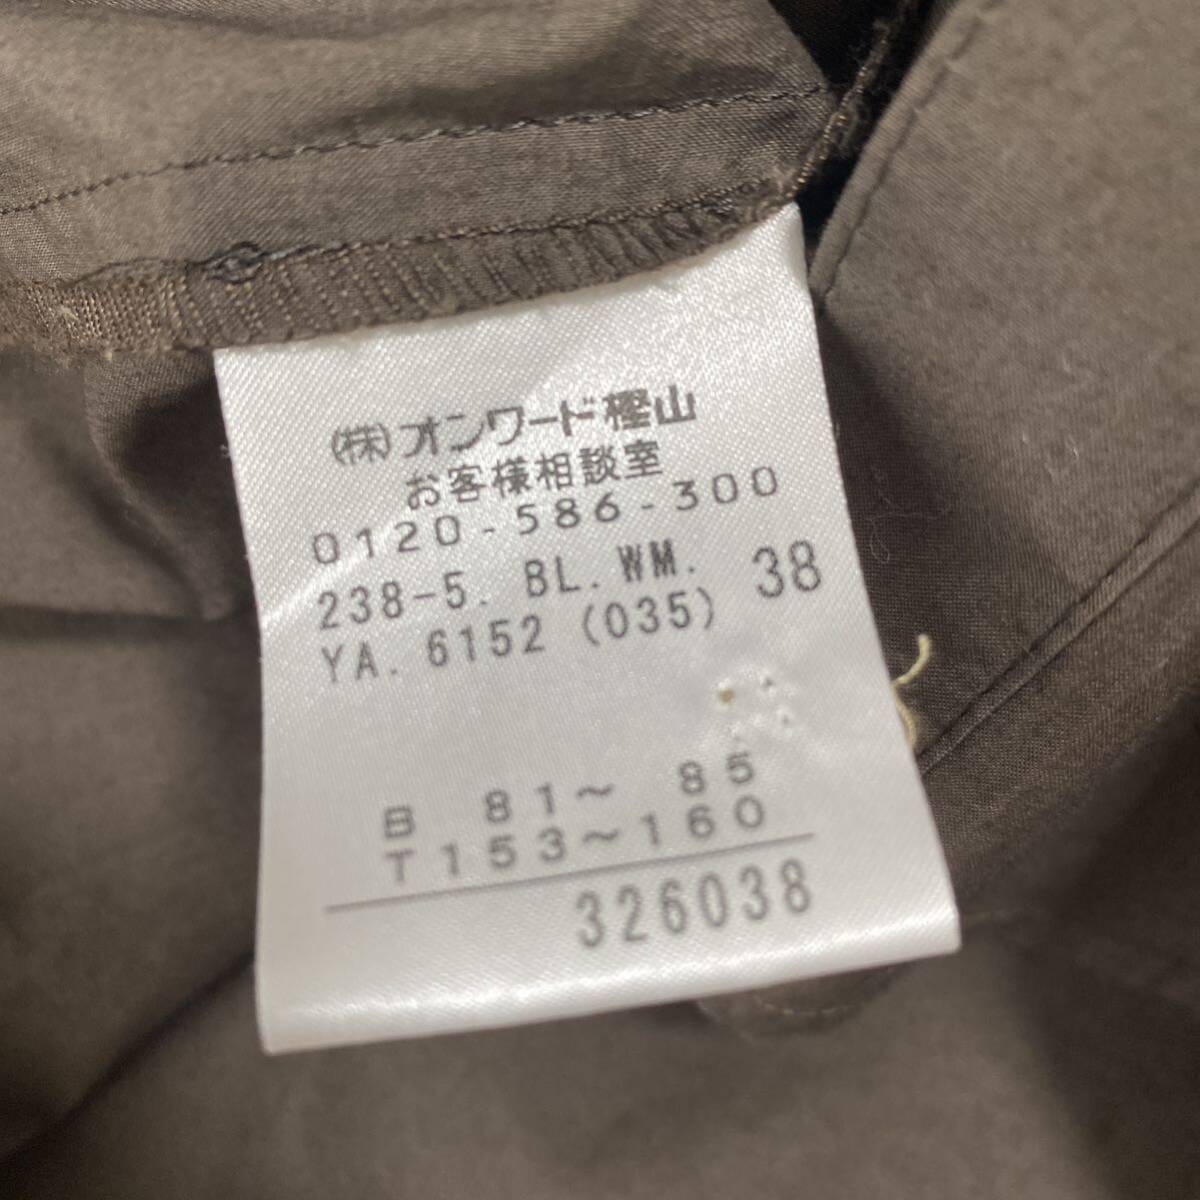 (株)オンワード樫山
お客様相談室
0120-586-300
238-5. BL. WM. 38
YA. 6152 (035)
B 81～ 85
T153～160
326038